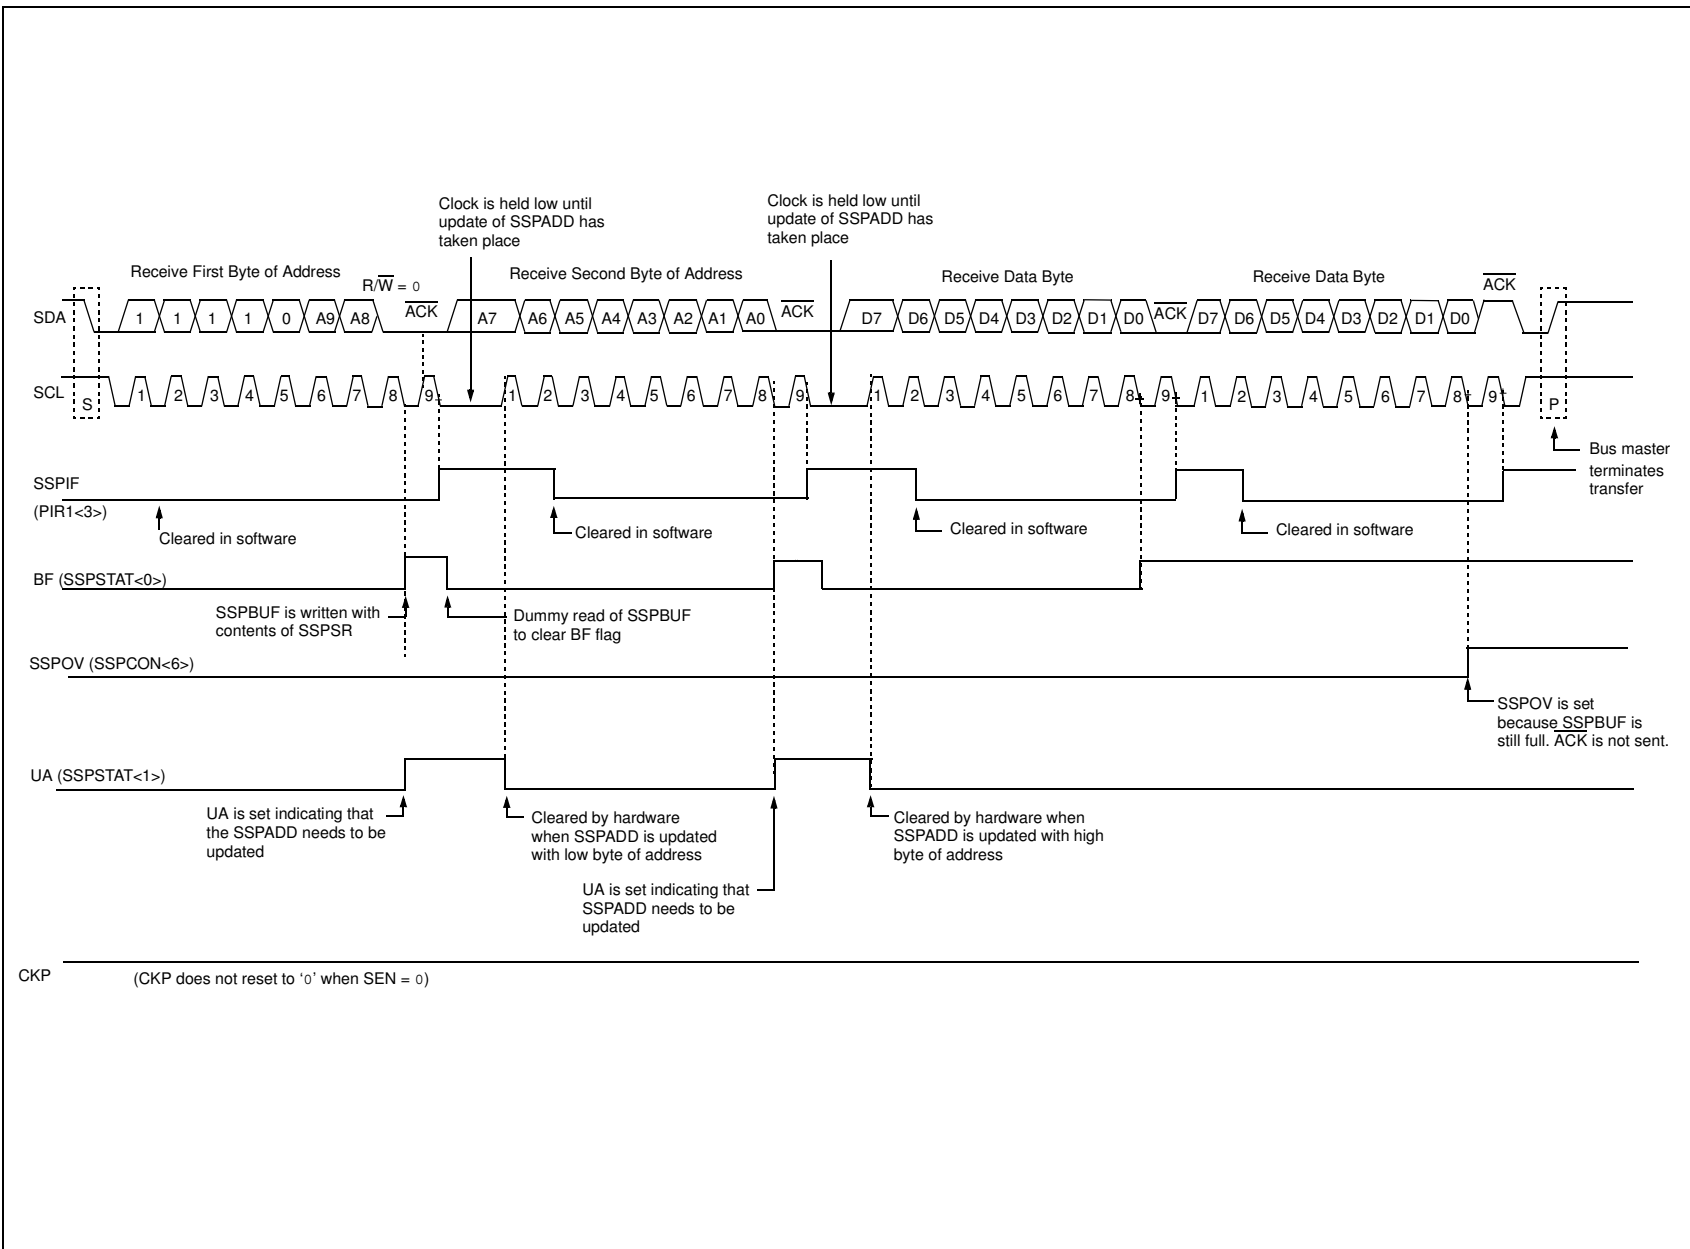 Clock is held low until
update of SSPADD has
taken place
Clock is held low until
update of SSPADD has
taken place
Receive First Byte of Address
R/W = 0
ACK
Receive Second Byte of Address
ACK
Receive Data Byte
ACK
Receive Data Byte
ACK
SDA 1 1 1 1 0 A9 A8 A7 A6 A5 A4 A3 A2 A1 A0 D7 D6 D5 D4 D3 D2 D1 D0 D7 D6 D5 D4 D3 D2 D1 D0
SCL S 1 2 3 4 5 6 7 8 9 1 2 3 4 5 6 7 8 9 1 2 3 4 5 6 7 8 9 1 2 3 4 5 6 7 8 9 P
Bus master
terminates
transfer
SSPIF
(PIR1<3>)
Cleared in software
Cleared in software
Cleared in software
Cleared in software
BF (SSPSTAT<0>)
SSPBUF is written with
contents of SSPSR
Dummy read of SSPBUF
to clear BF flag
SSPOV (SSPCON<6>)
SSPOV is set
because SSPBUF is
still full. ACK is not sent.
UA (SSPSTAT<1>)
UA is set indicating that
the SSPADD needs to be
updated
Cleared by hardware
when SSPADD is updated
with low byte of address
Cleared by hardware when
SSPADD is updated with high
byte of address
UA is set indicating that
SSPADD needs to be
updated
CKP
(CKP does not reset to ‘0’ when SEN = 0)